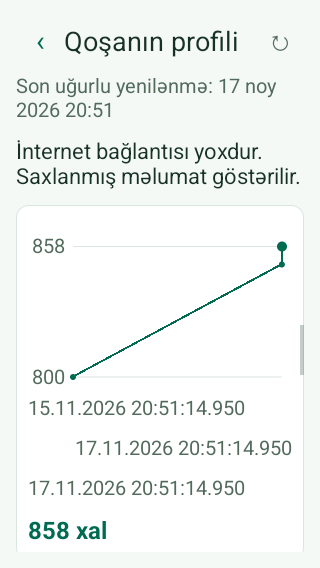 Qoşanın profili
Son uğurlu yenilənmə: 17 noy
2026 20:51
İnternet bağlantısı yoxdur.
Saxlanmış məlumat göstərilir.
858
800
15.11.2026 20:51:14.950
17.11.2026 20:51:14.950
17.11.2026 20:51:14.950
858 xal